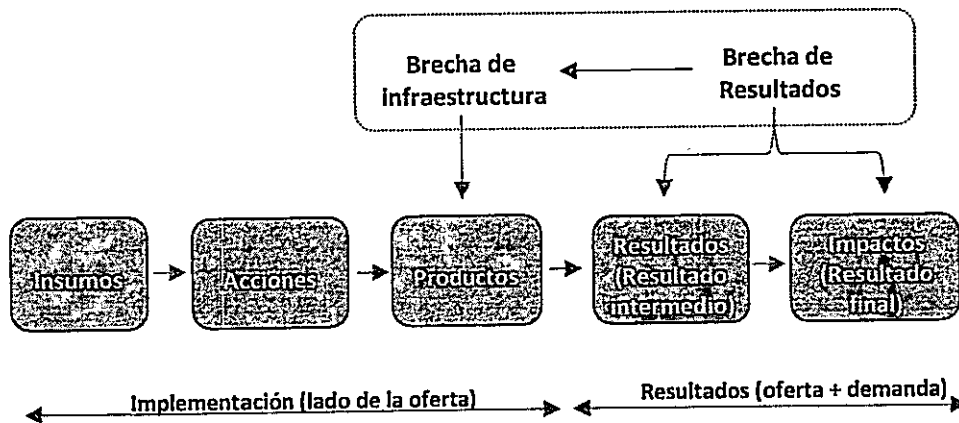 Brecha de
infraestructura
Brecha de
Resultados
Insumos
Acciones
Productos
Resultados
(Resultado
intermedio)
Impactos
(Resultado
final)
Implementación (lado de la oferta)
Resultados (oferta + demanda)